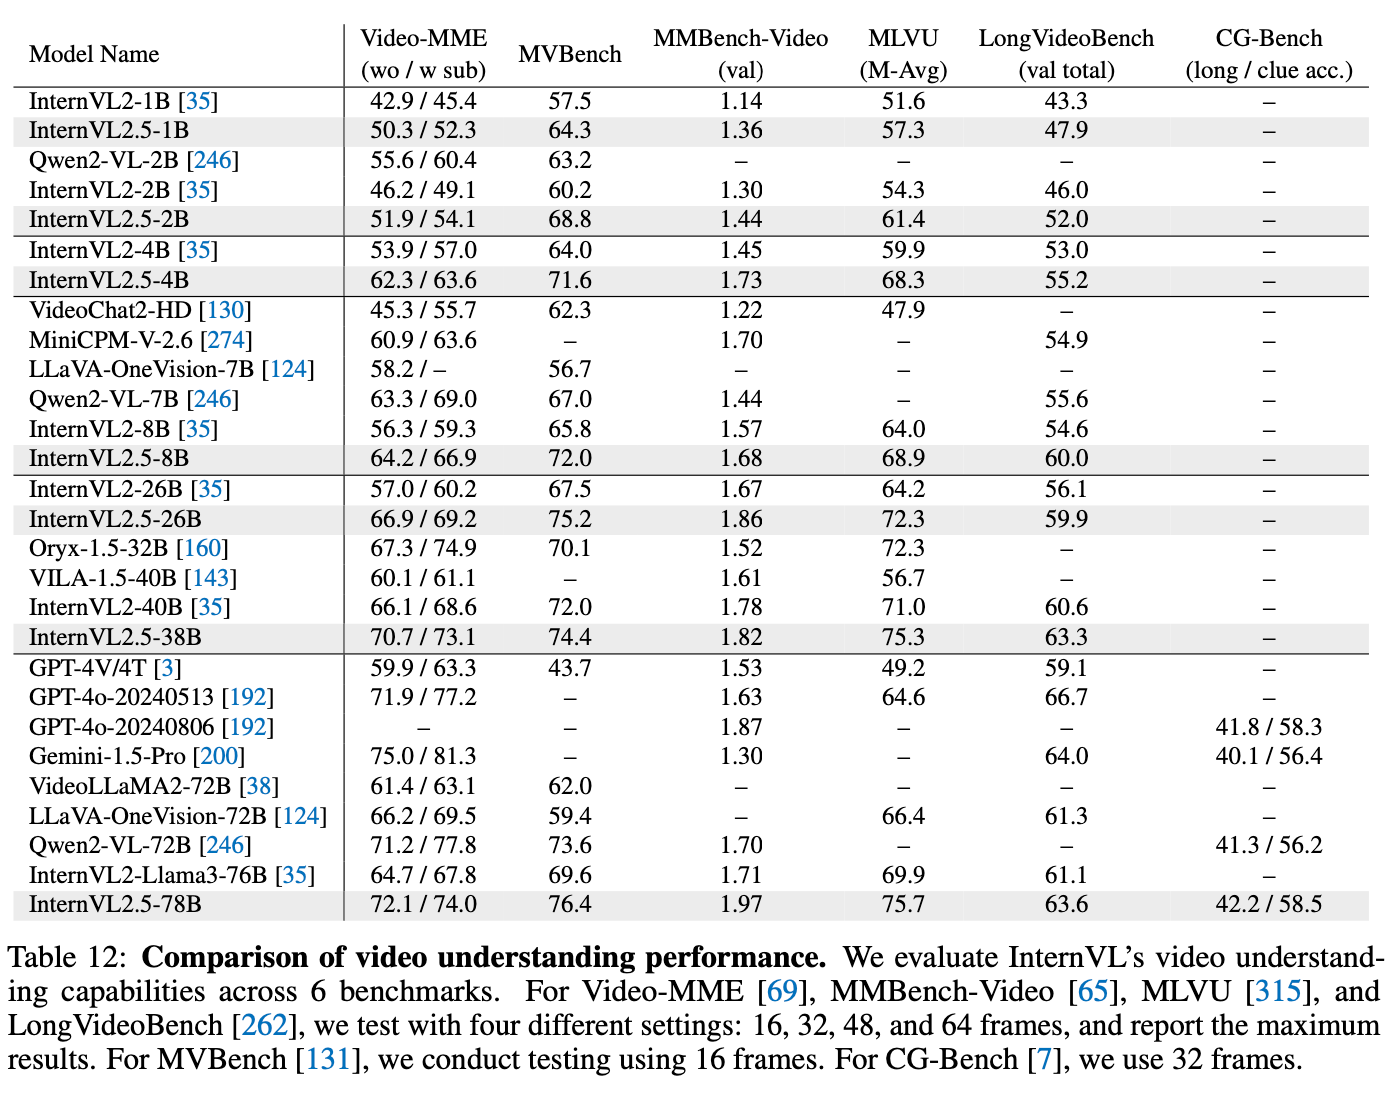 Model Name Video-MME (wo / w sub) MVBench MMBench-Video (val) MLVU (M-Avg) LongVideoBench (val total) CG-Bench (long / clue acc.)
InternVL2-1B [35] 42.9 / 45.4 57.5 1.14 51.6 43.3 –
InternVL2.5-1B 50.3 / 52.3 64.3 1.36 57.3 47.9 –
Qwen2-VL-2B [246] 55.6 / 60.4 63.2 – – – –
InternVL2-2B [35] 46.2 / 49.1 60.2 1.30 54.3 46.0 –
InternVL2.5-2B 51.9 / 54.1 68.8 1.44 61.4 52.0 –
InternVL2-4B [35] 53.9 / 57.0 64.0 1.45 59.9 53.0 –
InternVL2.5-4B 62.3 / 63.6 71.6 1.73 68.3 55.2 –
VideoChat2-HD [130] 45.3 / 55.7 62.3 1.22 47.9 – –
MiniCPM-V-2.6 [274] 60.9 / 63.6 – 1.70 – 54.9 –
LLaVA-OneVision-7B [124] 58.2 / – 56.7 – – – –
Qwen2-VL-7B [246] 63.3 / 69.0 67.0 1.44 – 55.6 –
InternVL2-8B [35] 56.3 / 59.3 65.8 1.57 64.0 54.6 –
InternVL2.5-8B 64.2 / 66.9 72.0 1.68 68.9 60.0 –
InternVL2-26B [35] 57.0 / 60.2 67.5 1.67 64.2 56.1 –
InternVL2.5-26B 66.9 / 69.2 75.2 1.86 72.3 59.9 –
Oryx-1.5-32B [160] 67.3 / 74.9 70.1 1.52 72.3 – –
VILA-1.5-40B [143] 60.1 / 61.1 – 1.61 56.7 – –
InternVL2-40B [35] 66.1 / 68.6 72.0 1.78 71.0 60.6 –
InternVL2.5-38B 70.7 / 73.1 74.4 1.82 75.3 63.3 –
GPT-4V/4T [3] 59.9 / 63.3 43.7 1.53 49.2 59.1 –
GPT-4o-20240513 [192] 71.9 / 77.2 – 1.63 64.6 66.7 –
GPT-4o-20240806 [192] – – 1.87 – – 41.8 / 58.3
Gemini-1.5-Pro [200] 75.0 / 81.3 – 1.30 – 64.0 40.1 / 56.4
VideoLLaMA2-72B [38] 61.4 / 63.1 62.0 – – – –
LLaVA-OneVision-72B [124] 66.2 / 69.5 59.4 – 66.4 61.3 –
Qwen2-VL-72B [246] 71.2 / 77.8 73.6 1.70 – – 41.3 / 56.2
InternVL2-Llama3-76B [35] 64.7 / 67.8 69.6 1.71 69.9 61.1 –
InternVL2.5-78B 72.1 / 74.0 76.4 1.97 75.7 63.6 42.2 / 58.5
Table 12: Comparison of video understanding performance. We evaluate InternVL's video understand-
ing capabilities across 6 benchmarks. For Video-MME [69], MMBench-Video [65], MLVU [315], and
LongVideoBench [262], we test with four different settings: 16, 32, 48, and 64 frames, and report the maximum
results. For MVBench [131], we conduct testing using 16 frames. For CG-Bench [7], we use 32 frames.